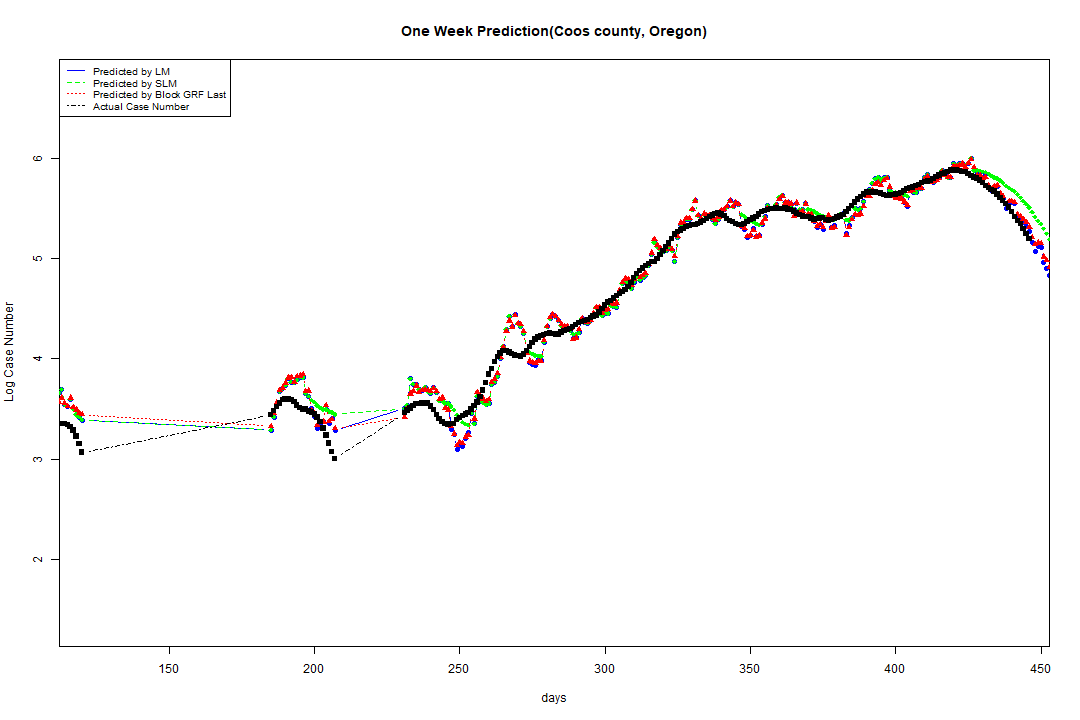 One Week Prediction(Coos county, Oregon)
Predicted by LM
Predicted by SLM
Predicted by Block GRF Last
Actual Case Number
6
5
4
3
2
Log Case Number
150 200 250 300 350 400 450
days